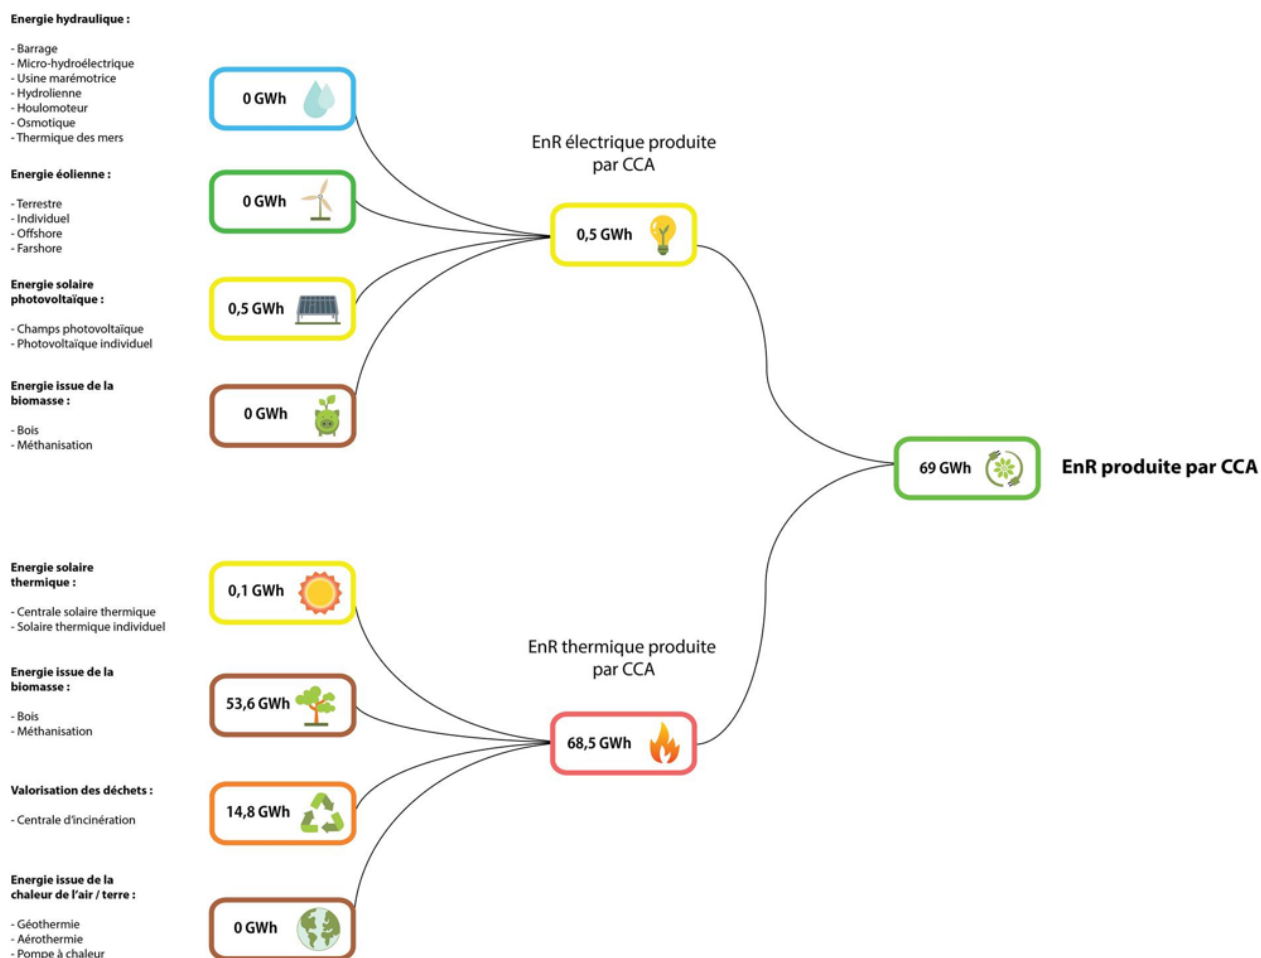 Energie hydraulique :
- Barrage
- Micro-hydroélectrique
- Usine marémotrice
- Hydrolienne
- Houlomoteur
- Osmotique
- Thermique des mers
0 GWh
Energie éolienne :
- Terrestre
- Individuel
- Offshore
- Farshore
0 GWh
Energie solaire
photovoltaïque :
- Champs photovoltaïque
- Photovoltaïque individuel
0,5 GWh
Energie issue de la
biomasse :
- Bois
- Méthanisation
0 GWh
EnR électrique produite
par CCA
0,5 GWh
Energie solaire
thermique :
- Centrale solaire thermique
- Solaire thermique individuel
0,1 GWh
Energie issue de la
biomasse :
- Bois
- Méthanisation
53,6 GWh
Valorisation des déchets :
- Centrale d'incinération
14,8 GWh
Energie issue de la
chaleur de l'air / terre :
- Géothermie
- Aérothermie
- Pompe à chaleur
0 GWh
EnR thermique produite
par CCA
68,5 GWh
69 GWh
EnR produite par CCA